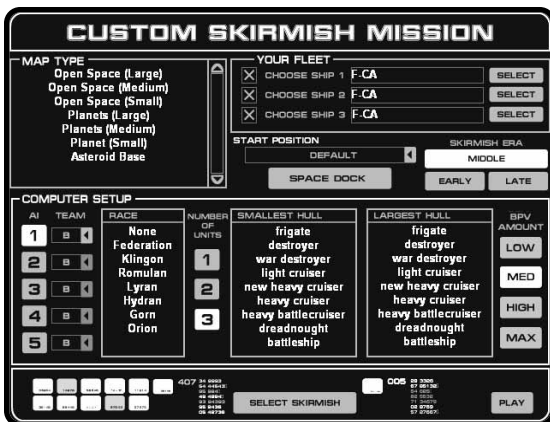 CUSTOM SKIRMISH MISSION
MAP TYPE
Open Space (Large)
Open Space (Medium)
Open Space (Small)
Planets (Large)
Planets (Medium)
Planet (Small)
Asteroid Base
YOUR FLEET
CHOOSE SHIP 1 F-CA SELECT
CHOOSE SHIP 2 F-CA SELECT
CHOOSE SHIP 3 F-CA SELECT
START POSITION
DEFAULT
SPACE DOCK
SKIRMISH ERA
MIDDLE
EARLY LATE
COMPUTER SETUP
AI TEAM
1 B
2 B
3 B
4 B
5 B
RACE
None
Federation
Klingon
Romulan
Lyran
Hydran
Gorn
Orion
NUMBER
OF
UNITS
1
2
3
SMALLEST HULL
frigate
destroyer
war destroyer
light cruiser
new heavy cruiser
heavy cruiser
heavy battlecruiser
dreadnought
battleship
LARGEST HULL
frigate
destroyer
war destroyer
light cruiser
new heavy cruiser
heavy cruiser
heavy battlecruiser
dreadnought
battleship
BPV
AMOUNT
LOW
MED
HIGH
MAX
407
SELECT SKIRMISH
005
PLAY